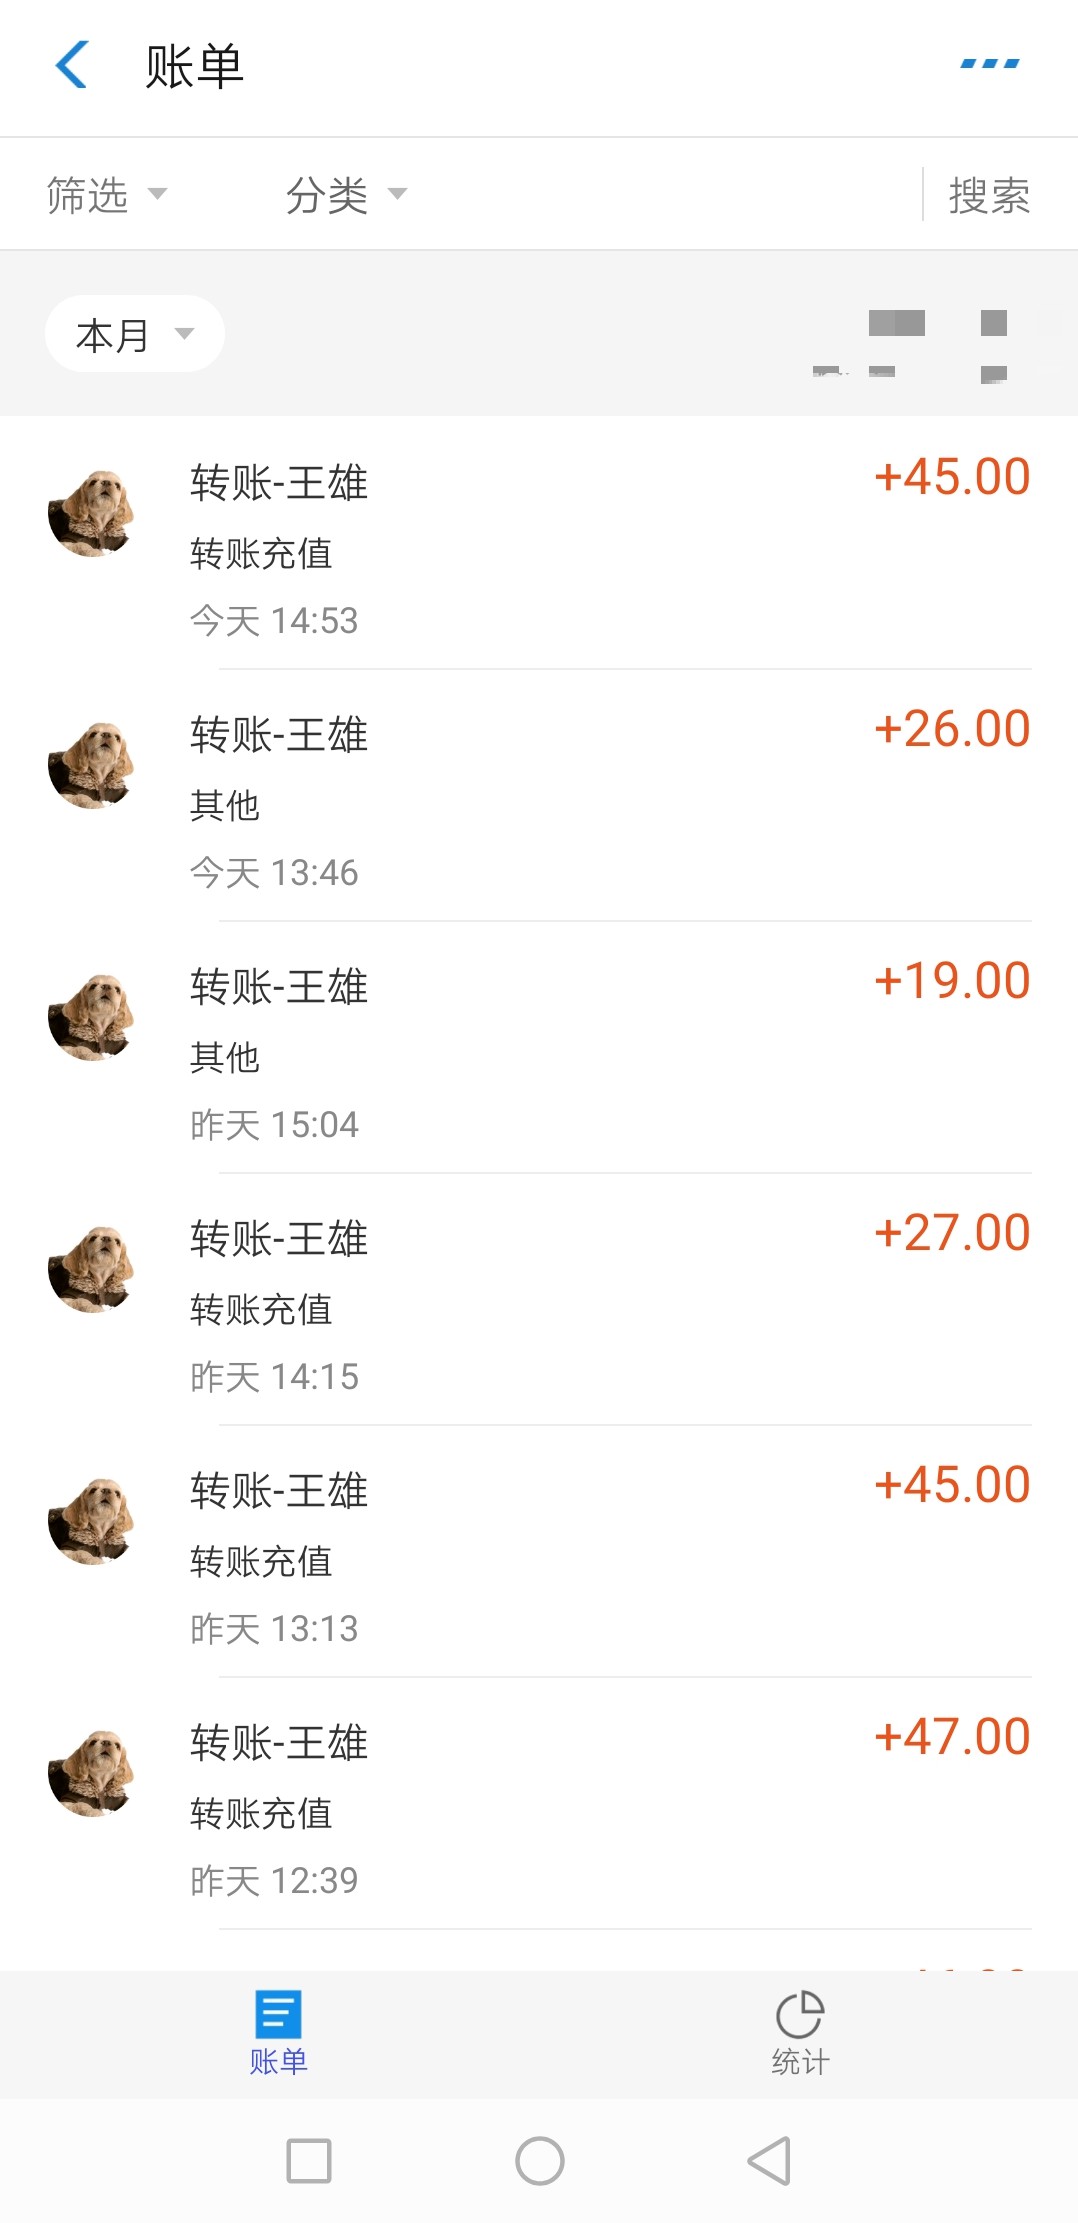 账单
筛选 分类 搜索
本月
转账-王雄 +45.00
转账充值
今天 14:53
转账-王雄 +26.00
其他
今天 13:46
转账-王雄 +19.00
其他
昨天 15:04
转账-王雄 +27.00
转账充值
昨天 14:15
转账-王雄 +45.00
转账充值
昨天 13:13
转账-王雄 +47.00
转账充值
昨天 12:39
账单 统计